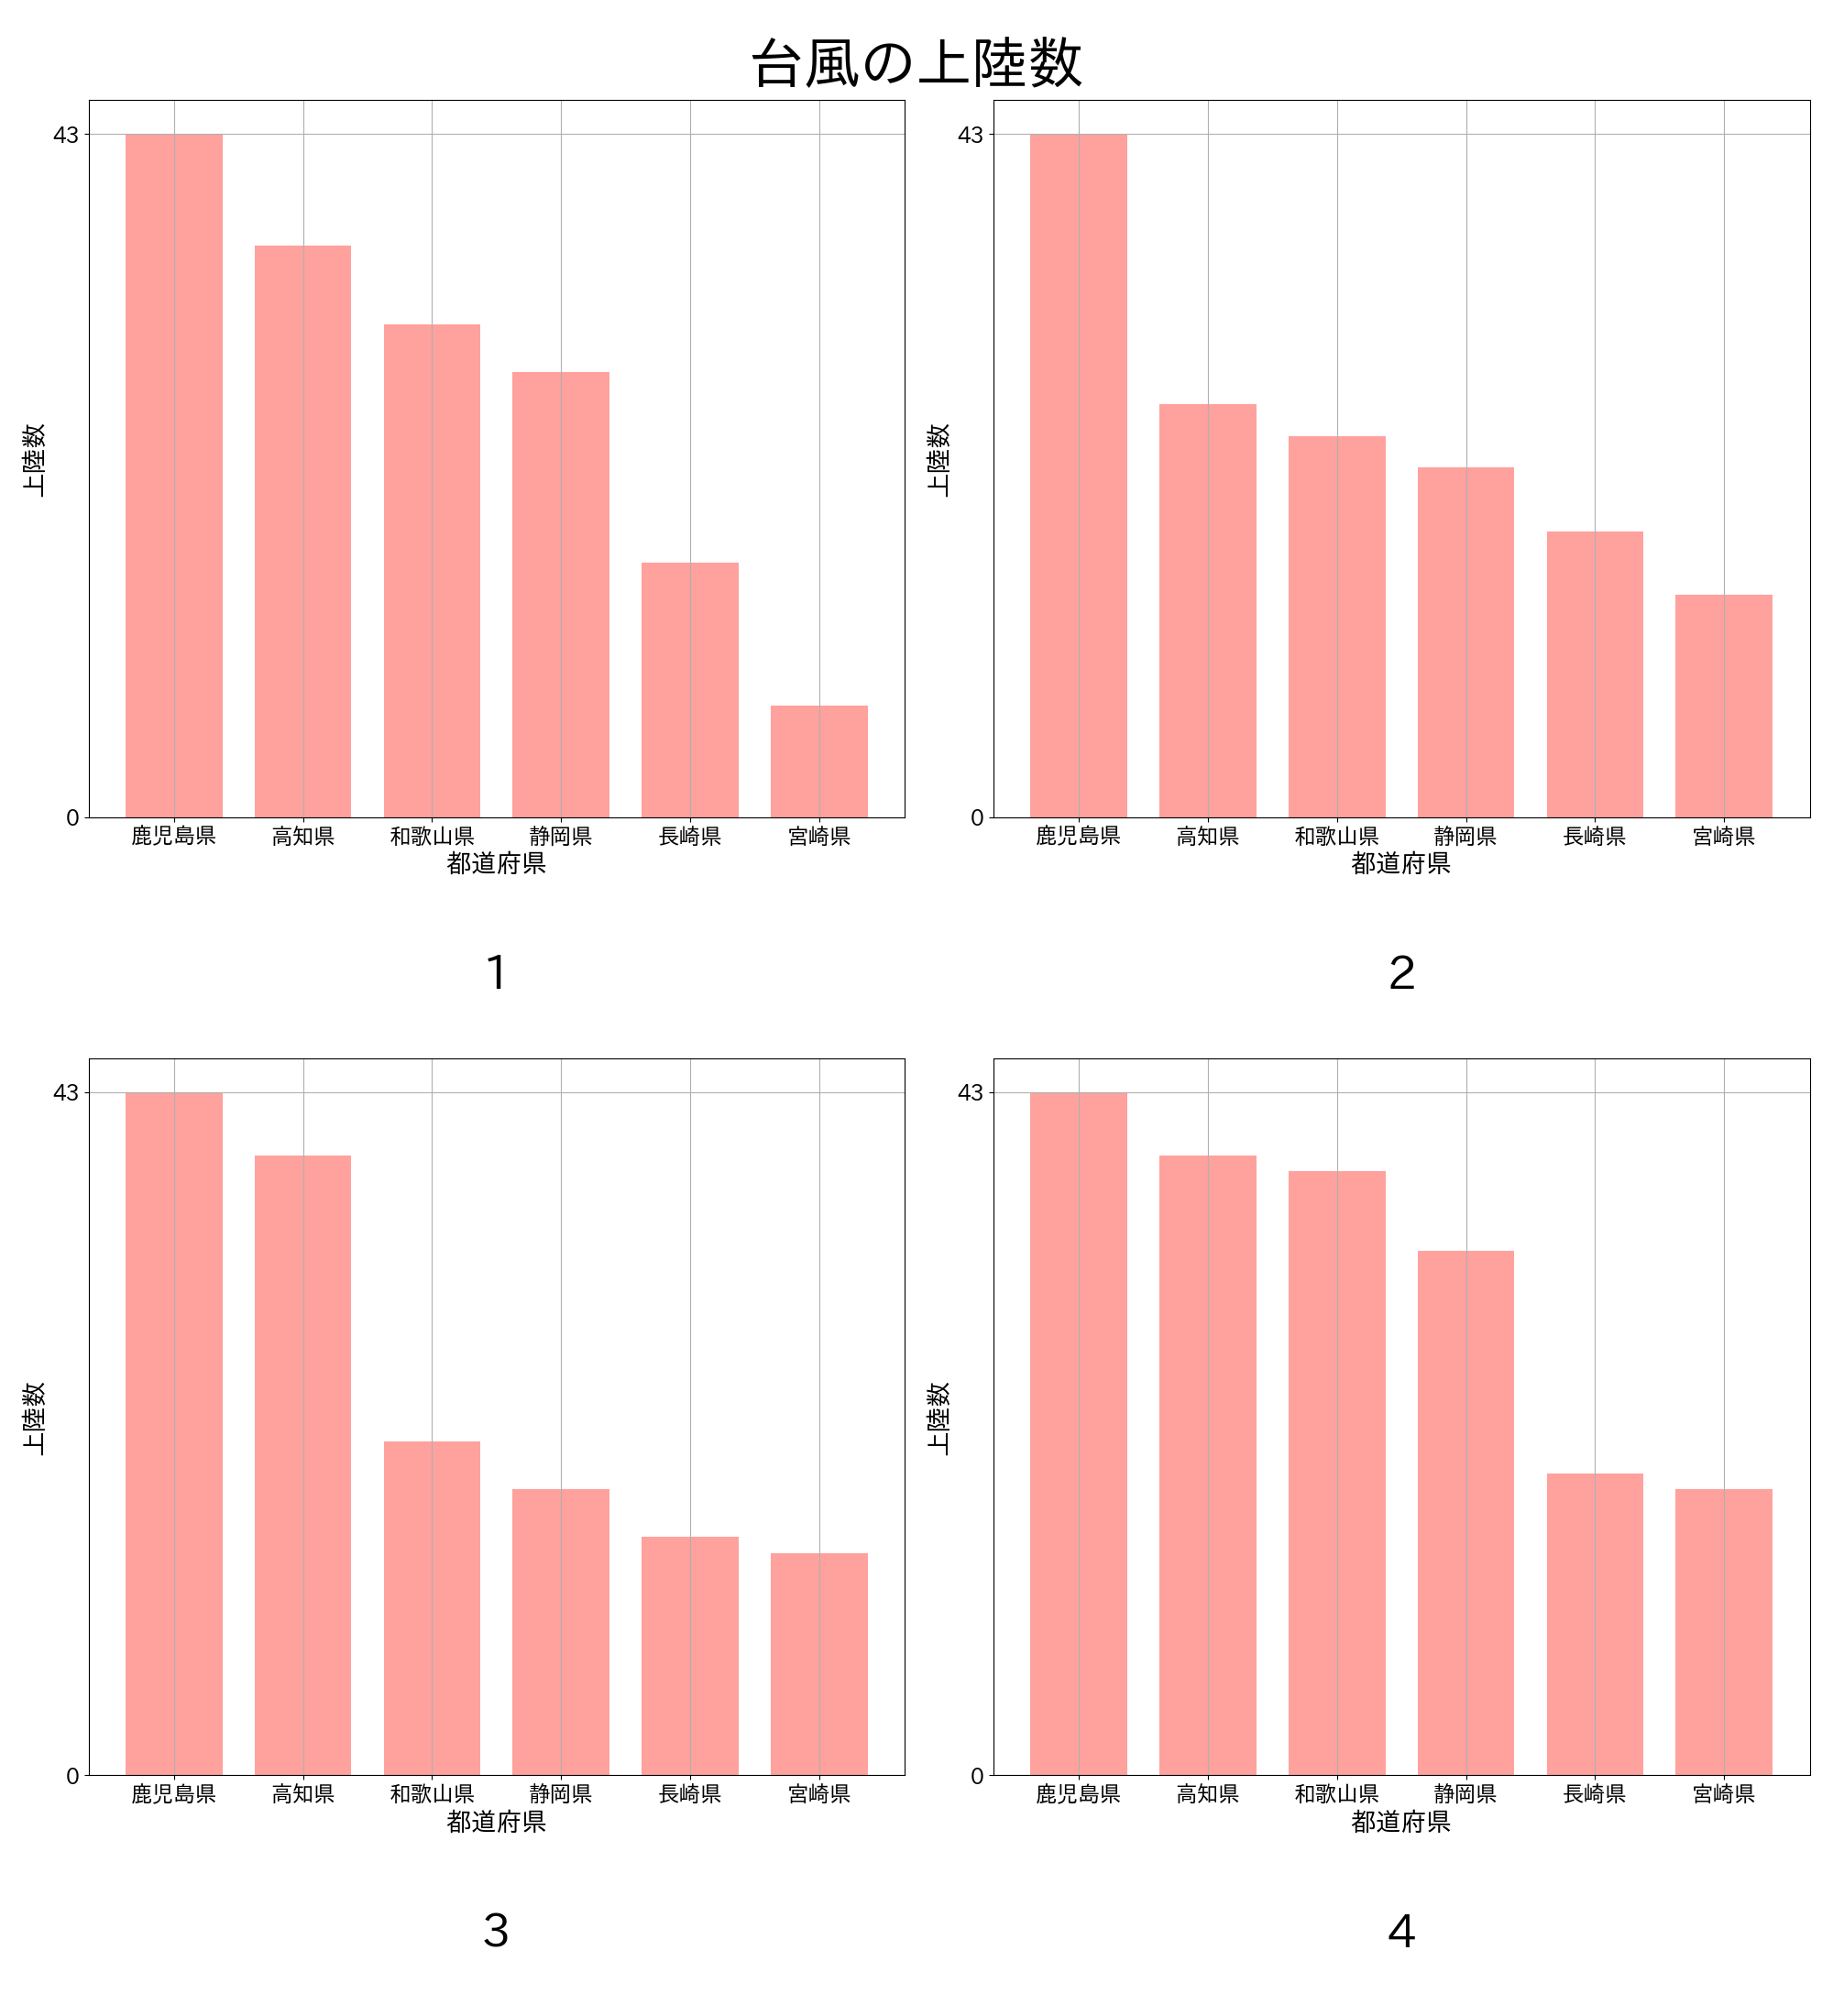 台風の上陸数
43
0
上陸数
鹿児島県 高知県 和歌山県 静岡県 長崎県 宮崎県
都道府県
1
43
0
上陸数
鹿児島県 高知県 和歌山県 静岡県 長崎県 宮崎県
都道府県
2
43
0
上陸数
鹿児島県 高知県 和歌山県 静岡県 長崎県 宮崎県
都道府県
3
43
0
上陸数
鹿児島県 高知県 和歌山県 静岡県 長崎県 宮崎県
都道府県
4